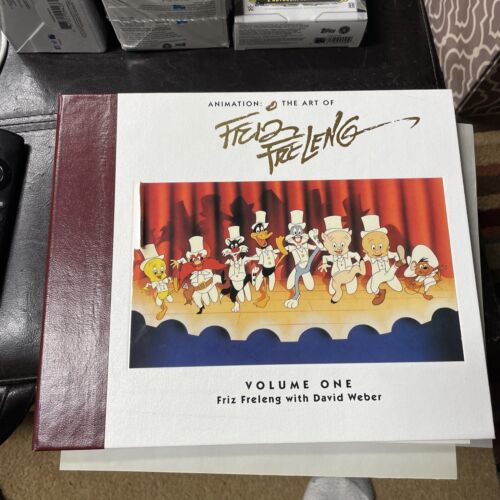 ANIMATION: THE ART OF
FRIZ
FRELENG
VOLUME ONE
Friz Freleng with David Weber